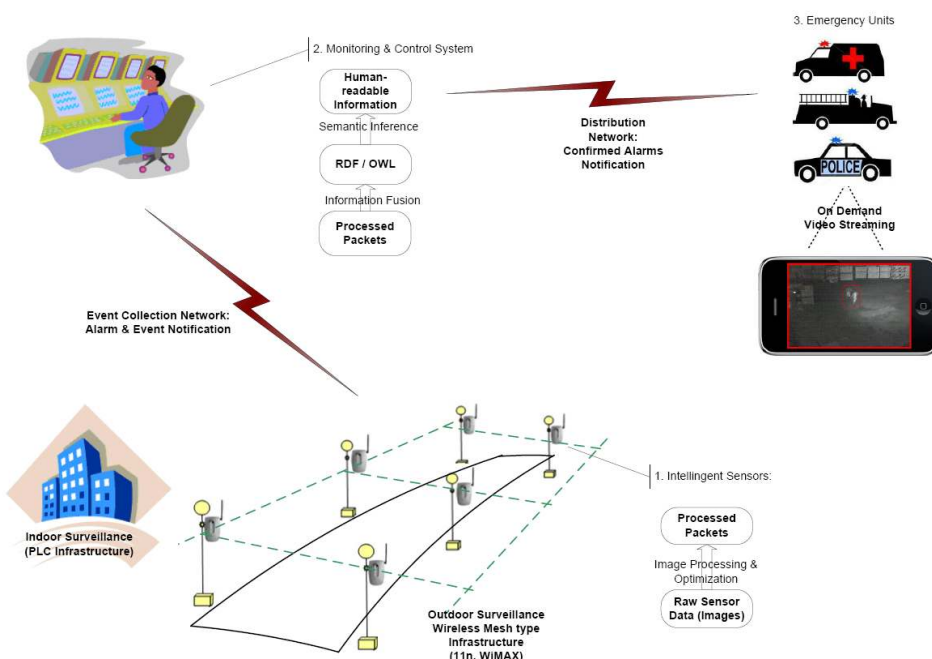 2. Monitoring & Control System
Human-
readable
Information
Semantic Inference
RDF / OWL
Information Fusion
Processed
Packets
Distribution
Network:
Confirmed Alarms
Notification
3. Emergency Units
POLICE
On Demand
Video Streaming
Event Collection Network:
Alarm & Event Notification
Indoor Surveillance
(PLC Infrastructure)
Outdoor Surveillance
Wireless Mesh type
Infrastructure
(11n, WiMAX)
1. Intellingent Sensors:
Processed
Packets
Image Processing &
Optimization
Raw Sensor
Data (Images)